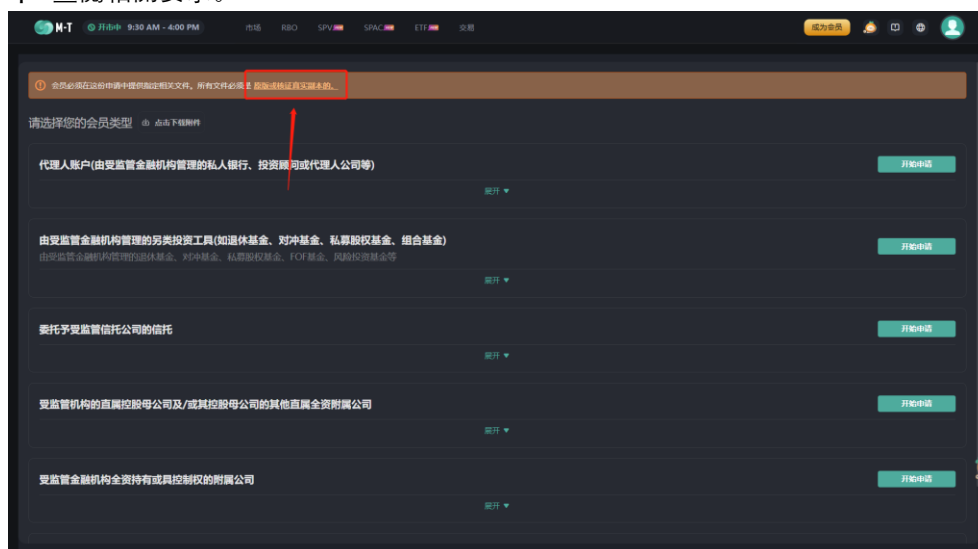 M-T 开市中 9:30 AM - 4:00 PM 市场 RBO SPV SPAC ETF 交易 成为会员
会员必须在这份申请中提供指定相关文件。所有文件必须是 原版或核证真实副本的。
请选择您的会员类型 点击下载附件
代理人账户(由受监管金融机构管理的私人银行、投资顾问或代理人公司等) 开始申请
展开 ▼
由受监管金融机构管理的另类投资工具(如退休基金、对冲基金、私募股权基金、组合基金) 开始申请
由受监管金融机构管理的退休基金、对冲基金、私募股权基金、FOF基金、风险投资基金等
展开 ▼
委托予受监管信托公司的信托 开始申请
展开 ▼
受监管机构的直属控股母公司及/或其控股母公司的其他直属全资附属公司 开始申请
展开 ▼
受监管金融机构全资持有或具控制权的附属公司 开始申请
展开 ▼